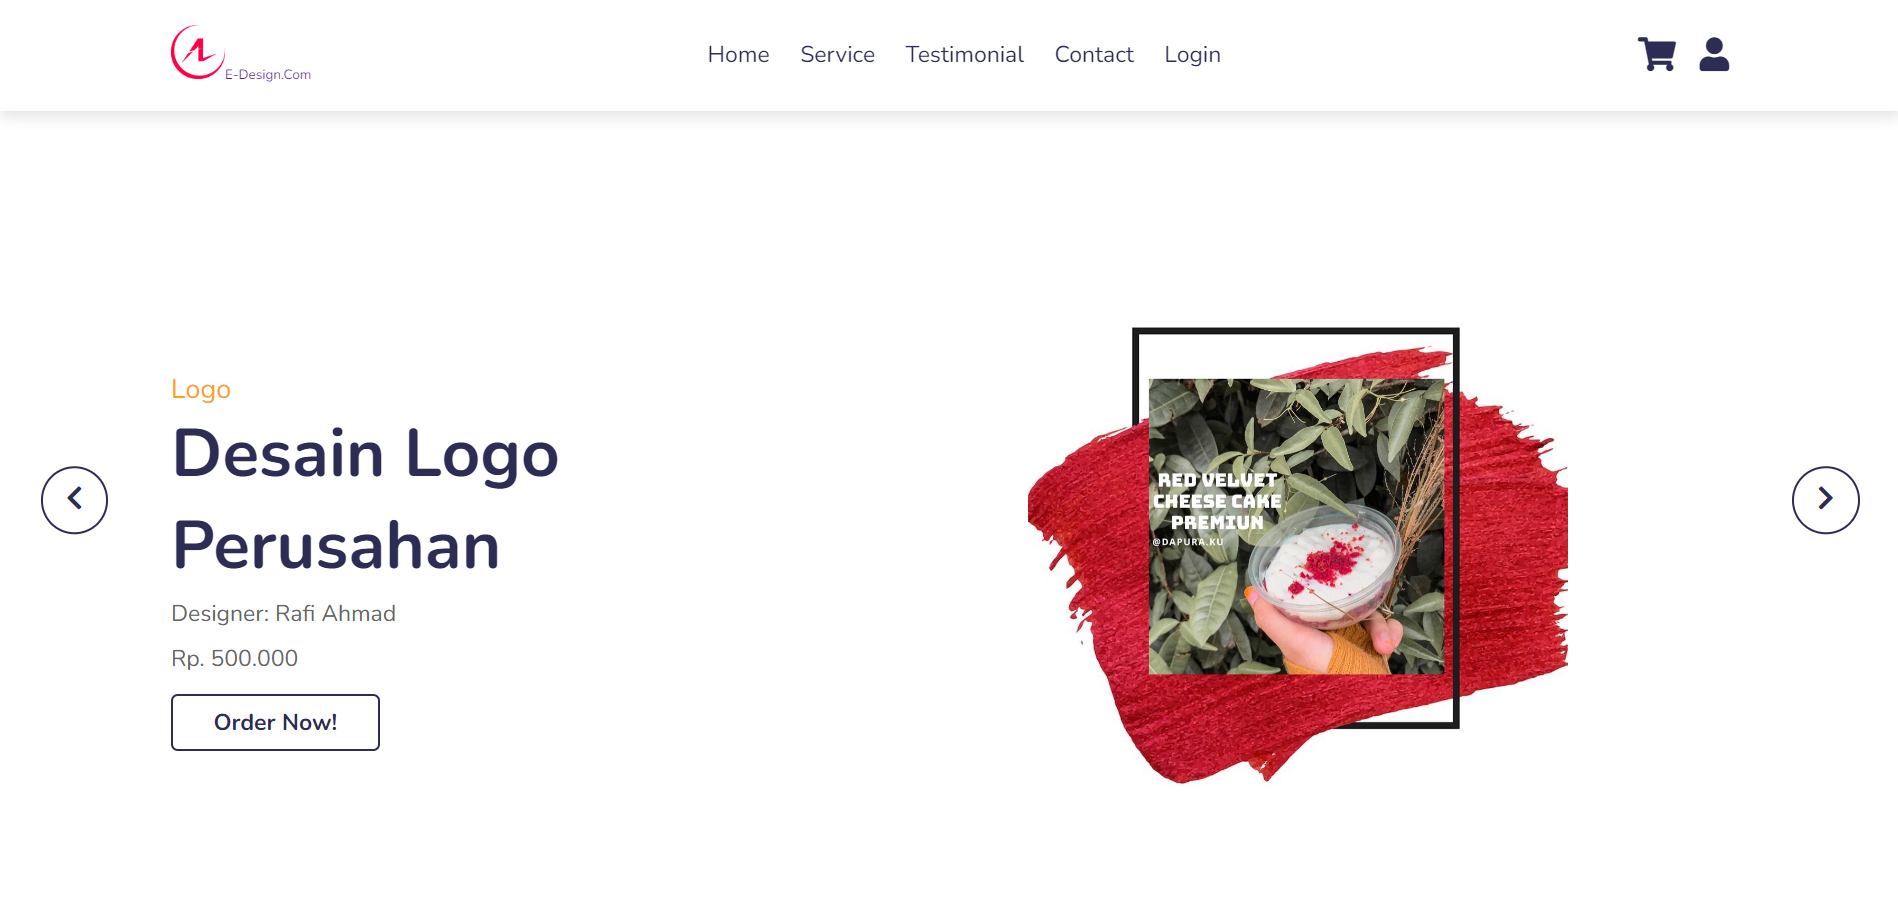 E-Design.Com
Home Service Testimonial Contact Login
Logo
Desain Logo
Perusahan
Designer: Rafi Ahmad
Rp. 500.000
Order Now!
RED VELVET
CHEESE CAKE
PREMIUN
@DAPURA.KU